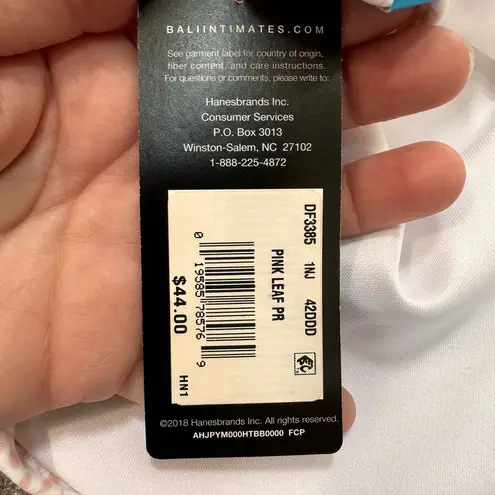 BALIINTIMATES.COM
See garment label for country of origin,
fiber content, and care instructions.
For questions or comments, please write to:
Hanesbrands Inc.
Consumer Services
P.O. Box 3013
Winston-Salem, NC 27102
1-888-225-4872
DF3385 1NJ 42DDD
PINK LEAF PR
0 19585 78576 9
$44.00
HN1
©2018 Hanesbrands Inc. All rights reserved.
AHJPYM000HTBB0000 FCP